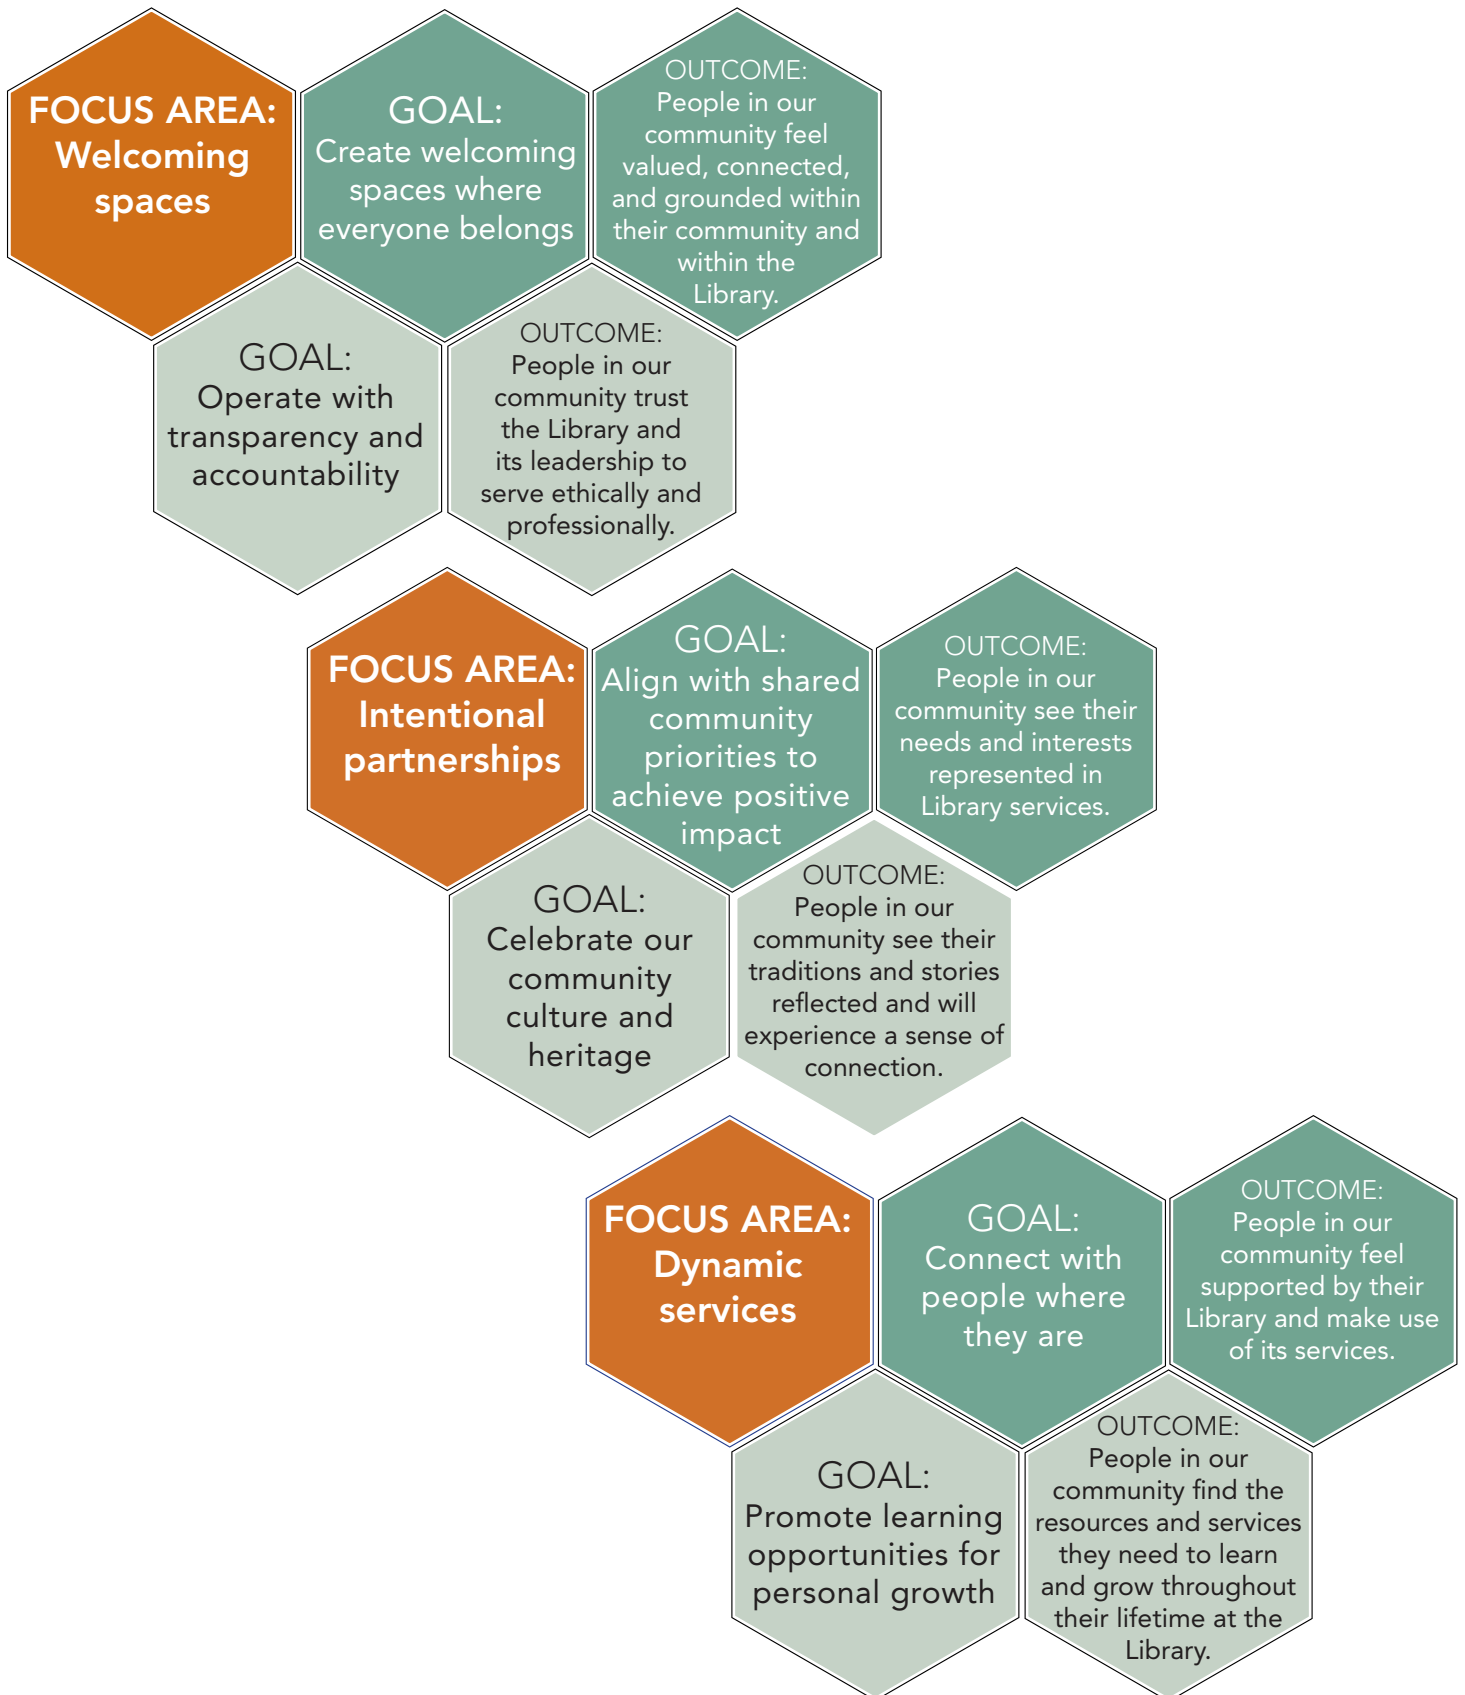 FOCUS AREA:
Welcoming
spaces
GOAL:
Create welcoming
spaces where
everyone belongs
OUTCOME:
People in our
community feel
valued, connected,
and grounded within
their community and
within the
Library.
GOAL:
Operate with
transparency and
accountability
OUTCOME:
People in our
community trust
the Library and
its leadership to
serve ethically and
professionally.
FOCUS AREA:
Intentional
partnerships
GOAL:
Align with shared
community
priorities to
achieve positive
impact
OUTCOME:
People in our
community see their
needs and interests
represented in
Library services.
GOAL:
Celebrate our
community
culture and
heritage
OUTCOME:
People in our
community see their
traditions and stories
reflected and will
experience a sense of
connection.
FOCUS AREA:
Dynamic
services
GOAL:
Connect with
people where
they are
OUTCOME:
People in our
community feel
supported by their
Library and make use
of its services.
GOAL:
Promote learning
opportunities for
personal growth
OUTCOME:
People in our
community find the
resources and services
they need to learn
and grow throughout
their lifetime at the
Library.